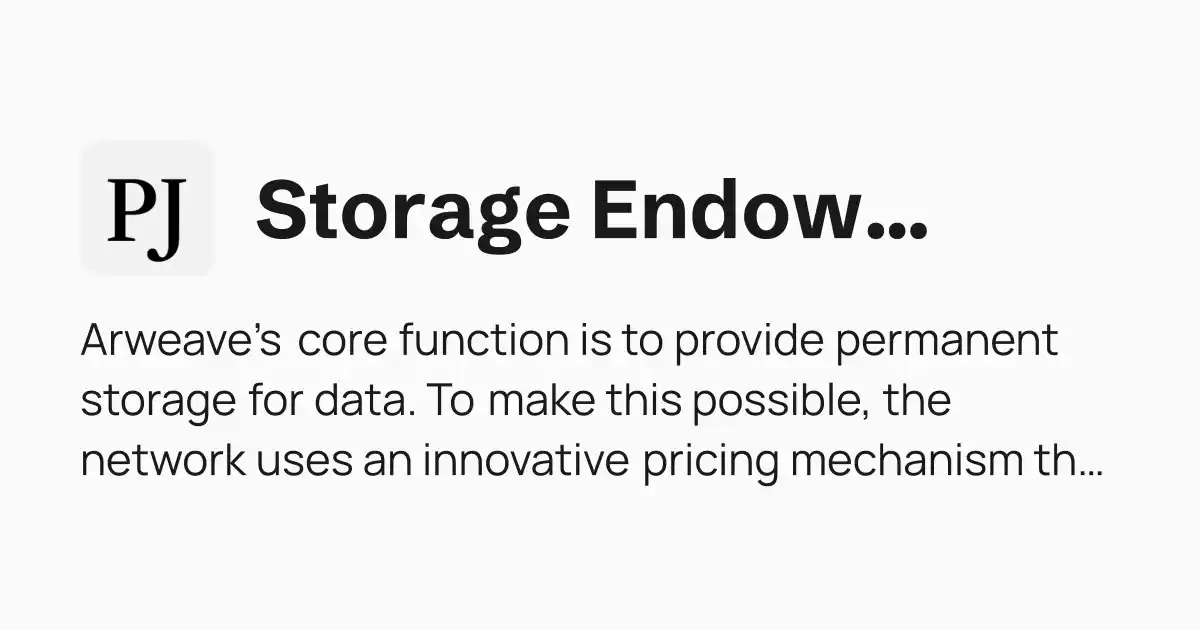 PJ
Storage Endow...
Arweave’s core function is to provide permanent
storage for data. To make this possible, the
network uses an innovative pricing mechanism th...